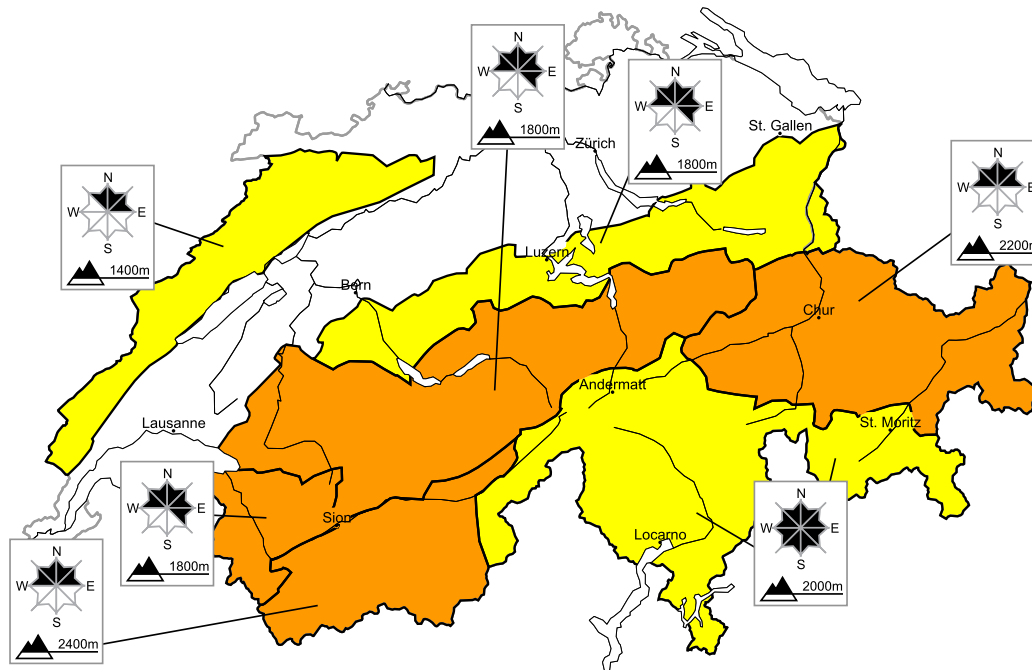 N
W E
S
1800m
N
W E
S
1800m
St. Gallen
Zürich
N
W E
S
2200m
N
W E
S
1400m
Luzern
Bern
Chur
Andermatt
St. Moritz
Lausanne
N
W E
S
1800m
Sion
N
W E
S
2000m
Locarno
N
W E
S
2400m